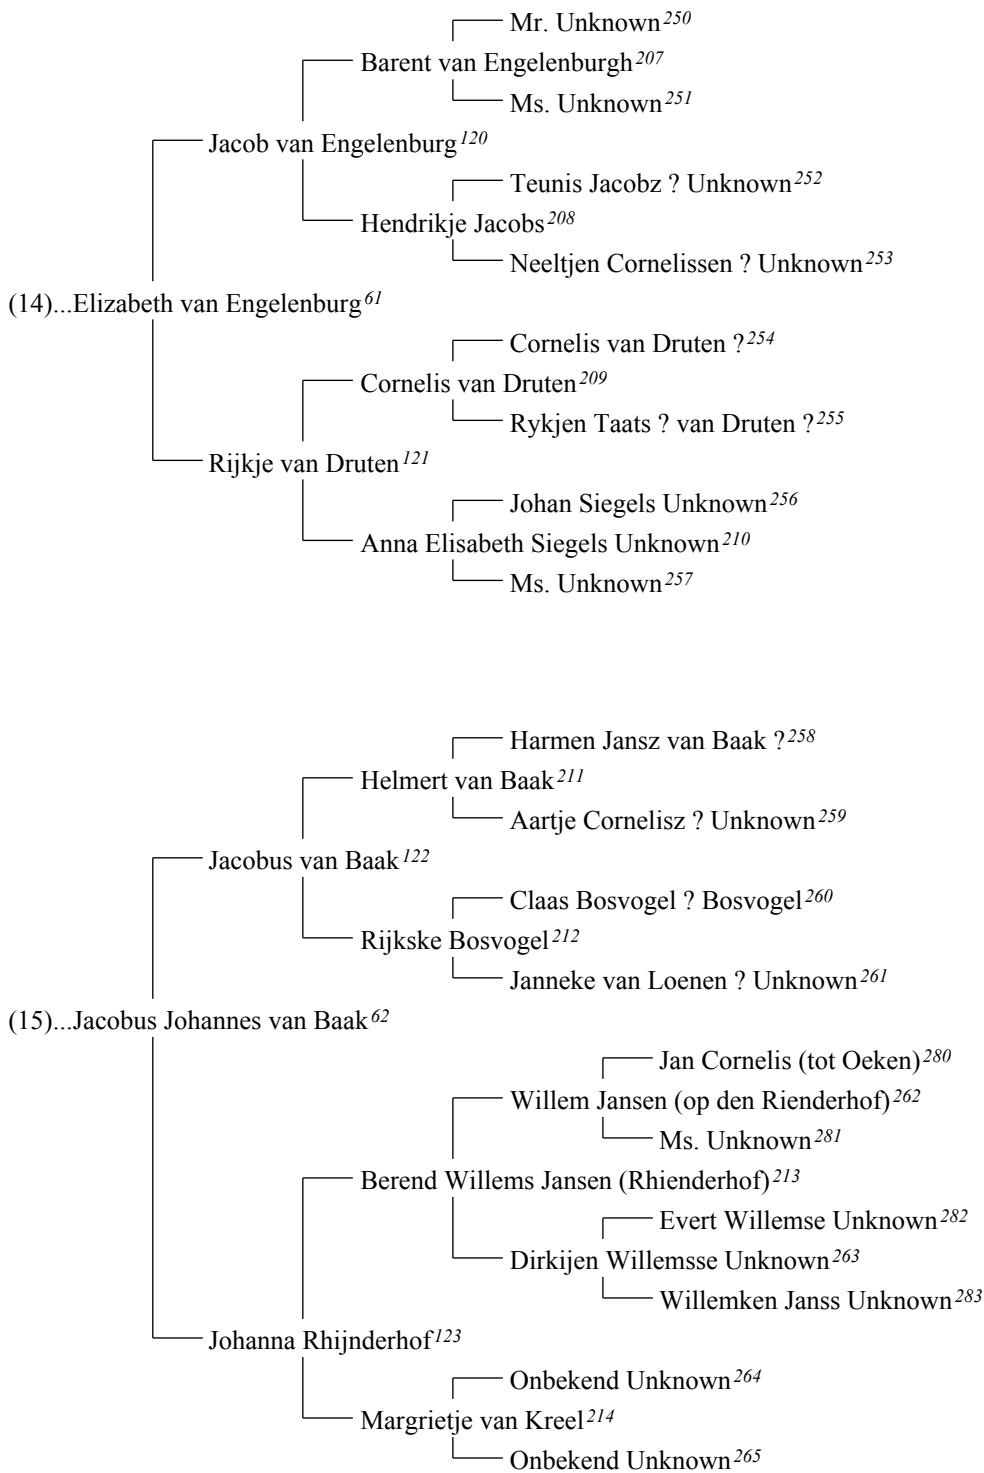 Mr. Unknown250
Barent van Engelenburgh207
Ms. Unknown251
Jacob van Engelenburg120
Teunis Jacobz ? Unknown252
Hendrikje Jacobs208
Neeltjen Cornelissen ? Unknown253
(14)...Elizabeth van Engelenburg61
Cornelis van Druten ?254
Cornelis van Druten209
Rykjen Taats ? van Druten ?255
Rijkje van Druten121
Johan Siegels Unknown256
Anna Elisabeth Siegels Unknown210
Ms. Unknown257
Harmen Jansz van Baak ?258
Helmert van Baak211
Aartje Cornelisz ? Unknown259
Jacobus van Baak122
Claas Bosvogel ? Bosvogel260
Rijkske Bosvogel212
Janneke van Loenen ? Unknown261
(15)...Jacobus Johannes van Baak62
Jan Cornelis (tot Oeken)280
Willem Jansen (op den Rienderhof)262
Ms. Unknown281
Berend Willems Jansen (Rhienderhof)213
Evert Willemse Unknown282
Dirkijen Willemsse Unknown263
Willemken Janss Unknown283
Johanna Rhijnderhof123
Onbekend Unknown264
Margrietje van Kreel214
Onbekend Unknown265